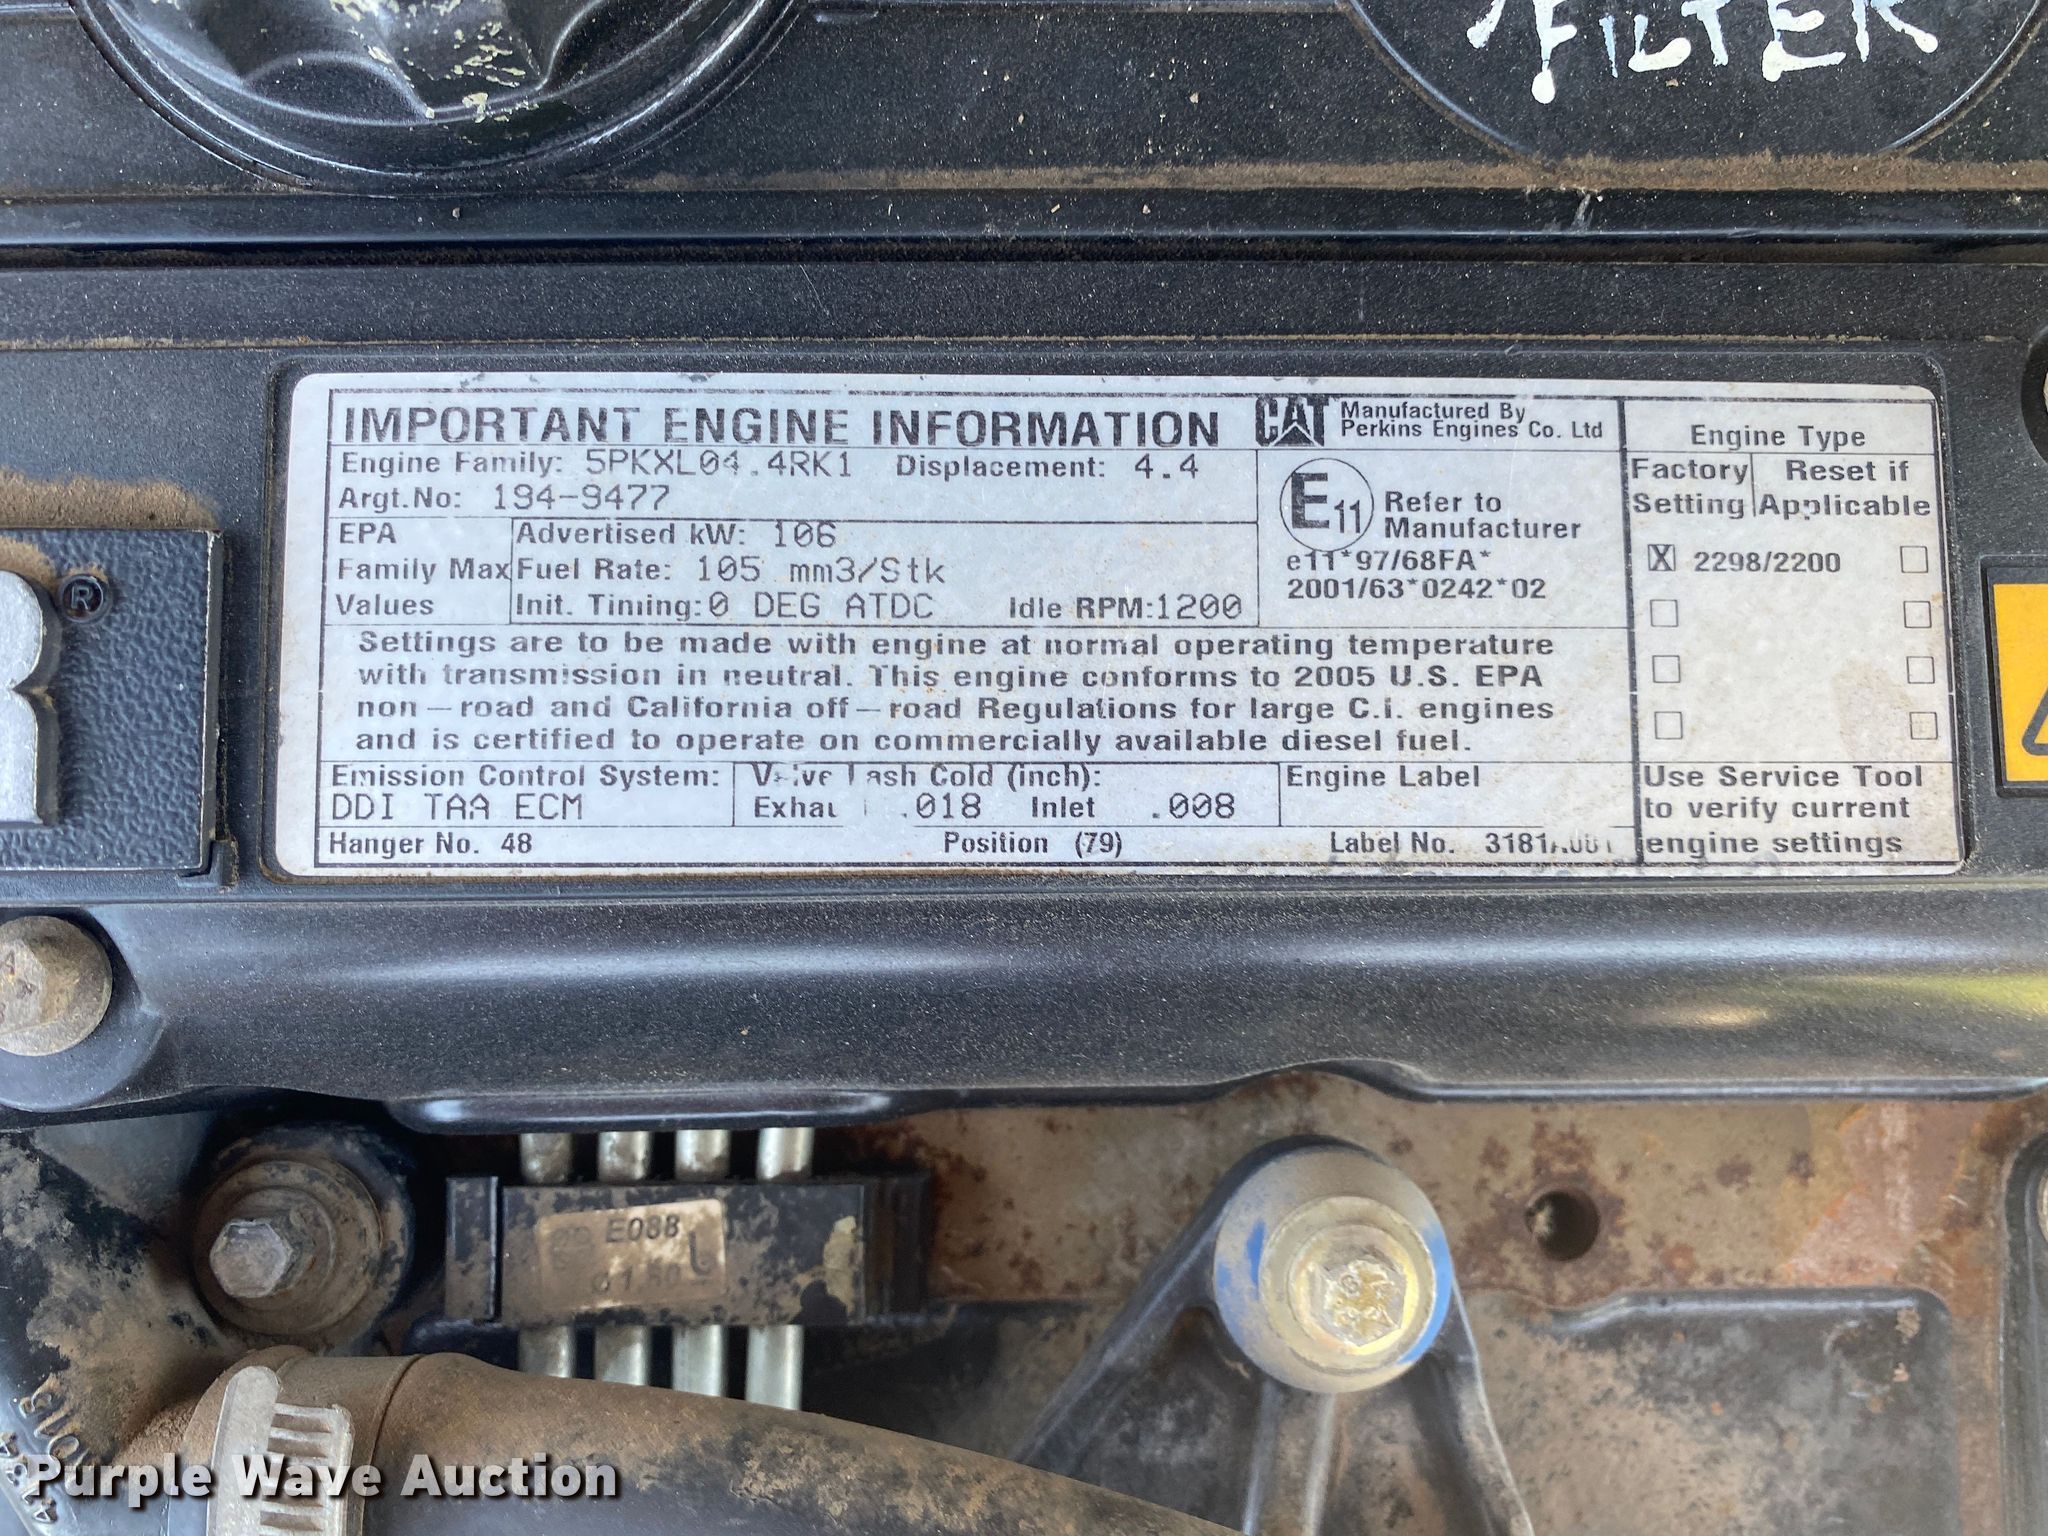 FILTER
IMPORTANT ENGINE INFORMATION
CAT
Manufactured By
Perkins Engines Co. Ltd
Engine Family: 5PKXL04.4RK1 Displacement: 4.4
Argt.No: 194-9477
EPA
Family Max
Values
Advertised kW: 106
Fuel Rate: 105 mm3/Stk
Init. Timing: 0 DEG ATDC Idle RPM: 1200
E11
Refer to
Manufacturer
e11*97/68FA*
2001/63*0242*02
Engine Type
Factory
Setting
Reset if
Applicable
X 2298/2200
Settings are to be made with engine at normal operating temperature
with transmission in neutral. This engine conforms to 2005 U.S. EPA
non-road and California off-road Regulations for large C.I. engines
and is certified to operate on commercially available diesel fuel.
Emission Control System:
DDI TAA ECM
Valve Lash Cold (inch):
Exhau .018 Inlet .008
Engine Label
Use Service Tool
to verify current
engine settings
Hanger No. 48 Position (79) Label No.
R
®
E088
Purple Wave Auction